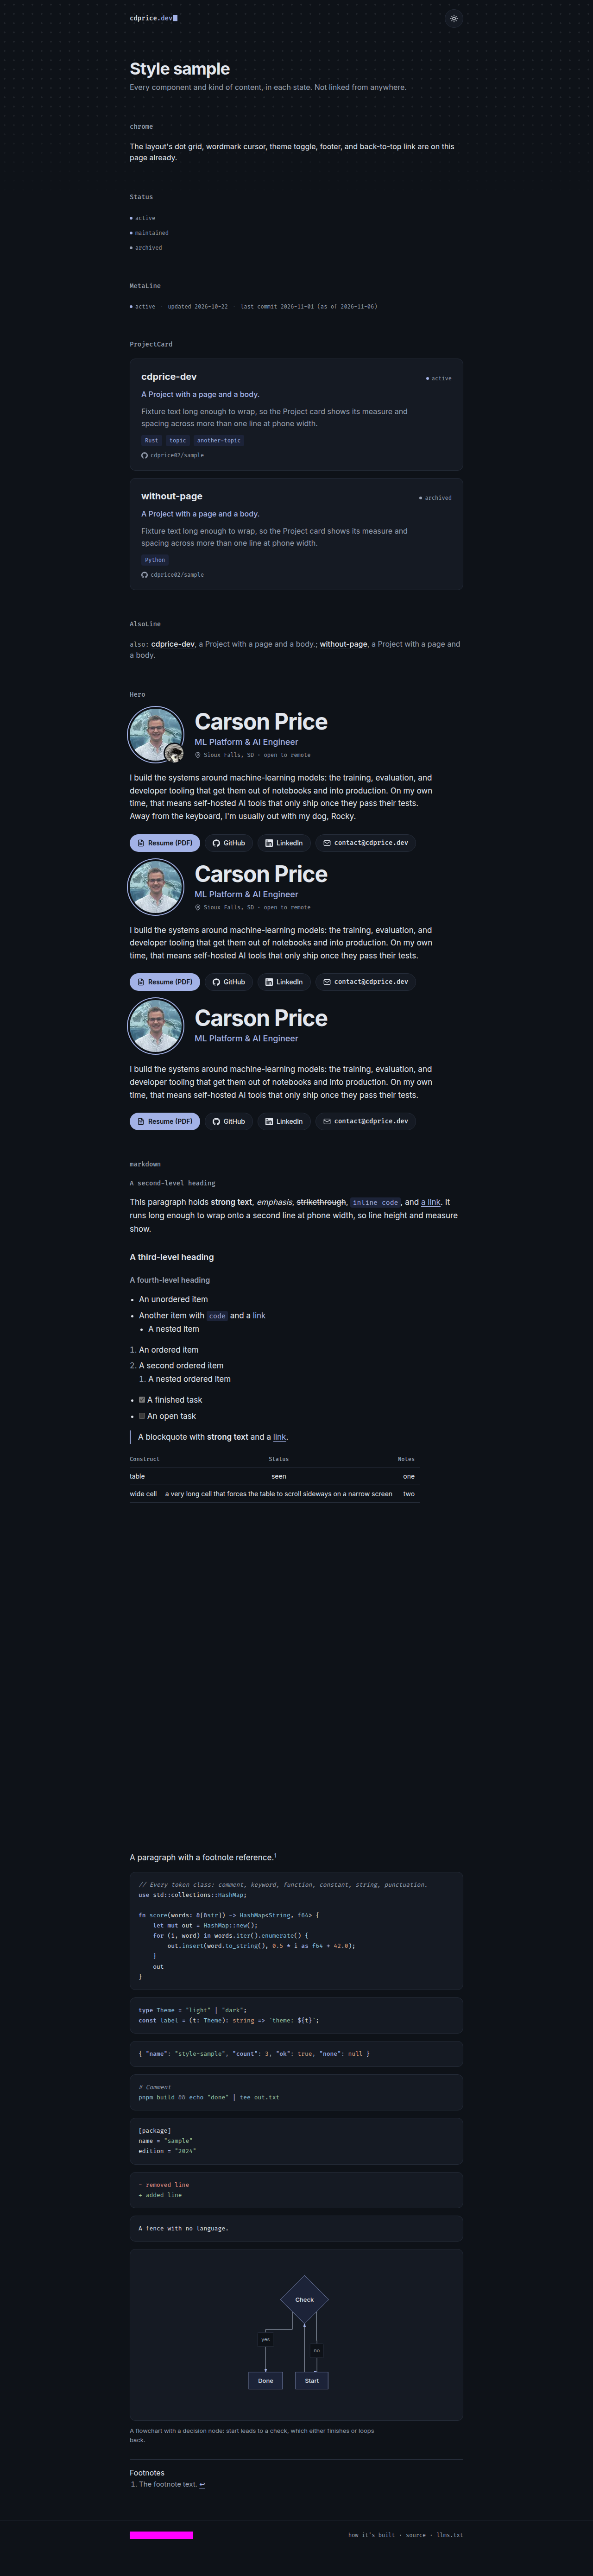 cdprice.dev
Style sample
Every component and kind of content, in each state. Not linked from anywhere.
chrome
The layout's dot grid, wordmark cursor, theme toggle, footer, and back-to-top link are on this
page already.
Status
active
maintained
archived
MetaLine
active · updated 2026-10-22 · last commit 2026-11-01 (as of 2026-11-06)
ProjectCard
cdprice-dev
active
A Project with a page and a body.
Fixture text long enough to wrap, so the Project card shows its measure and
spacing across more than one line at phone width.
Rust topic another-topic
cdprice02/sample
without-page
archived
A Project with a page and a body.
Fixture text long enough to wrap, so the Project card shows its measure and
spacing across more than one line at phone width.
Python
cdprice02/sample
AlsoLine
also: cdprice-dev, a Project with a page and a body.; without-page, a Project with a page and
a body.
Hero
Carson Price
ML Platform & AI Engineer
Sioux Falls, SD · open to remote
I build the systems around machine-learning models: the training, evaluation, and
developer tooling that get them out of notebooks and into production. On my own
time, that means self-hosted AI tools that only ship once they pass their tests.
Away from the keyboard, I'm usually out with my dog, Rocky.
Resume (PDF) GitHub LinkedIn contact@cdprice.dev
Carson Price
ML Platform & AI Engineer
Sioux Falls, SD · open to remote
I build the systems around machine-learning models: the training, evaluation, and
developer tooling that get them out of notebooks and into production. On my own
time, that means self-hosted AI tools that only ship once they pass their tests.
Resume (PDF) GitHub LinkedIn contact@cdprice.dev
Carson Price
ML Platform & AI Engineer
I build the systems around machine-learning models: the training, evaluation, and
developer tooling that get them out of notebooks and into production. On my own
time, that means self-hosted AI tools that only ship once they pass their tests.
Resume (PDF) GitHub LinkedIn contact@cdprice.dev
markdown
A second-level heading
This paragraph holds strong text, emphasis, strikethrough, inline code, and a link. It
runs long enough to wrap onto a second line at phone width, so line height and measure
show.
A third-level heading
A fourth-level heading
• An unordered item
• Another item with code and a link
• A nested item
1. An ordered item
2. A second ordered item
1. A nested ordered item
• A finished task
• An open task
A blockquote with strong text and a link.
Construct Status Notes
table seen one
wide cell a very long cell that forces the table to scroll sideways on a narrow screen two
A paragraph with a footnote reference.1
// Every token class: comment, keyword, function, constant, string, punctuation.
use std::collections::HashMap;
fn score(words: &[&str]) -> HashMap<String, f64> {
let mut out = HashMap::new();
for (i, word) in words.iter().enumerate() {
out.insert(word.to_string(), 0.5 * i as f64 + 42.0);
}
out
}
type Theme = "light" | "dark";
const label = (t: Theme): string => `theme: ${t}`;
{ "name": "style-sample", "count": 3, "ok": true, "none": null }
# Comment
pnpm build && echo "done" | tee out.txt
[package]
name = "sample"
edition = "2024"
- removed line
+ added line
A fence with no language.
Check
yes
no
Done
Start
A flowchart with a decision node: start leads to a check, which either finishes or loops
back.
Footnotes
1. The footnote text. ↩
how it's built · source · llms.txt